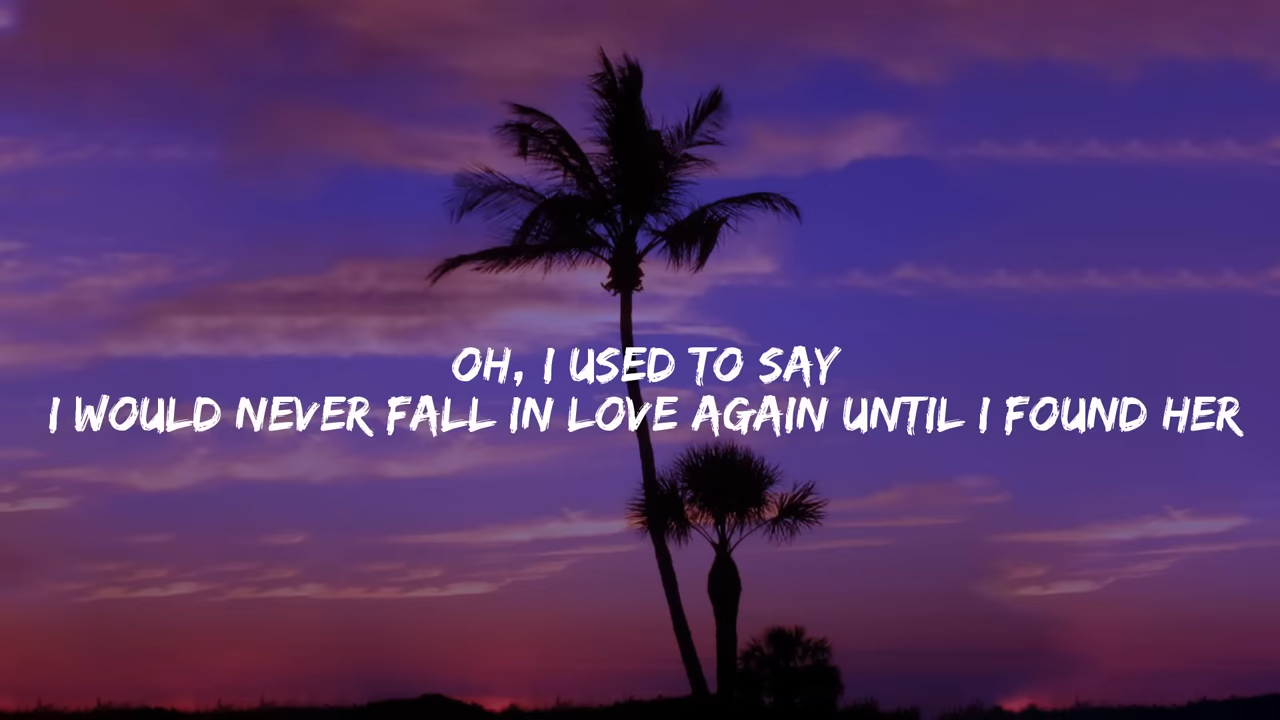 OH, I USED TO SAY
I WOULD NEVER FALL IN LOVE AGAIN UNTIL I FOUND HER